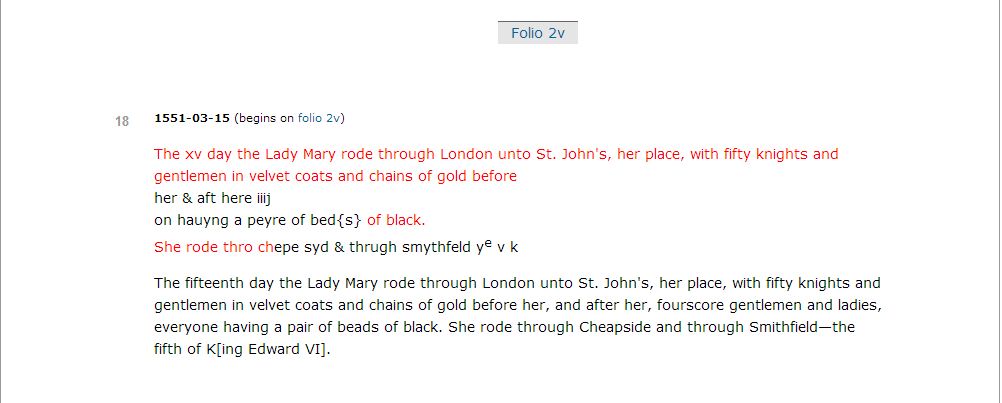 Folio 2v
18 1551-03-15 (begins on folio 2v)
The xv day the Lady Mary rode through London unto St. John's, her place, with fifty knights and
gentlemen in velvet coats and chains of gold before
her & aft here iiij
on hauyng a peyre of bed{s} of black.
She rode thro chepe syd & thrugh smythfeld yᵉ v k
The fifteenth day the Lady Mary rode through London unto St. John's, her place, with fifty knights and
gentlemen in velvet coats and chains of gold before her, and after her, fourscore gentlemen and ladies,
everyone having a pair of beads of black. She rode through Cheapside and through Smithfield—the
fifth of K[ing Edward VI].